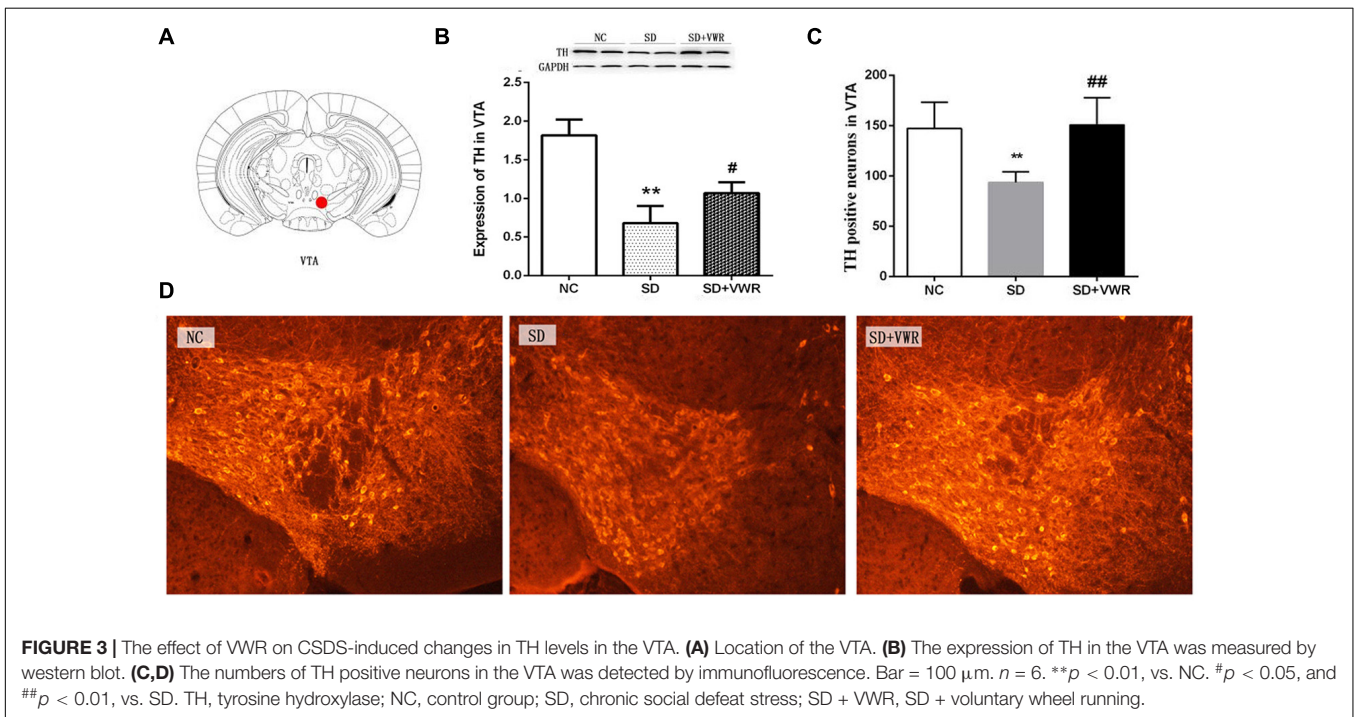 A
VTA
B
NC SD SD+VWR
TH
GAPDH
Expression of TH in VTA
2.5
2.0
1.5
1.0
0.5
0.0
**
#
NC SD SD+VWR
C
TH positive neurons in VTA
200
150
100
50
0
**
##
NC SD SD+VWR
D
NC
SD
SD+VWR
FIGURE 3 | The effect of VWR on CSDS-induced changes in TH levels in the VTA. (A) Location of the VTA. (B) The expression of TH in the VTA was measured by
western blot. (C,D) The numbers of TH positive neurons in the VTA was detected by immunofluorescence. Bar = 100 μm. n = 6. **p < 0.01, vs. NC. #p < 0.05, and
##p < 0.01, vs. SD. TH, tyrosine hydroxylase; NC, control group; SD, chronic social defeat stress; SD + VWR, SD + voluntary wheel running.